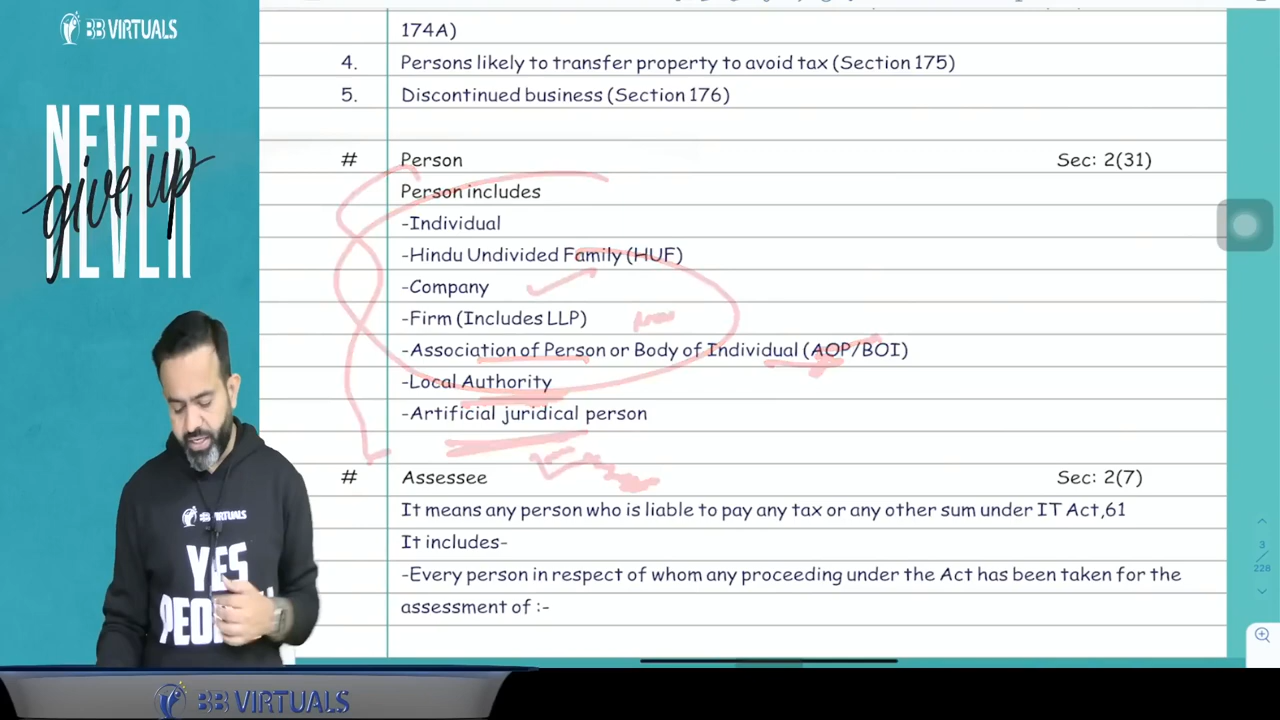 BB VIRTUALS
NEVER
give up
NEVER
BB VIRTUALS
YES
174A)
4. Persons likely to transfer property to avoid tax (Section 175)
5. Discontinued business (Section 176)
# Person Sec: 2(31)
Person includes
-Individual
-Hindu Undivided Family (HUF)
-Company
-Firm (Includes LLP)
-Association of Person or Body of Individual (AOP/BOI)
-Local Authority
-Artificial juridical person
# Assessee Sec: 2(7)
It means any person who is liable to pay any tax or any other sum under IT Act,61
It includes-
-Every person in respect of whom any proceeding under the Act has been taken for the
assessment of :-
3
/
228
BB VIRTUALS